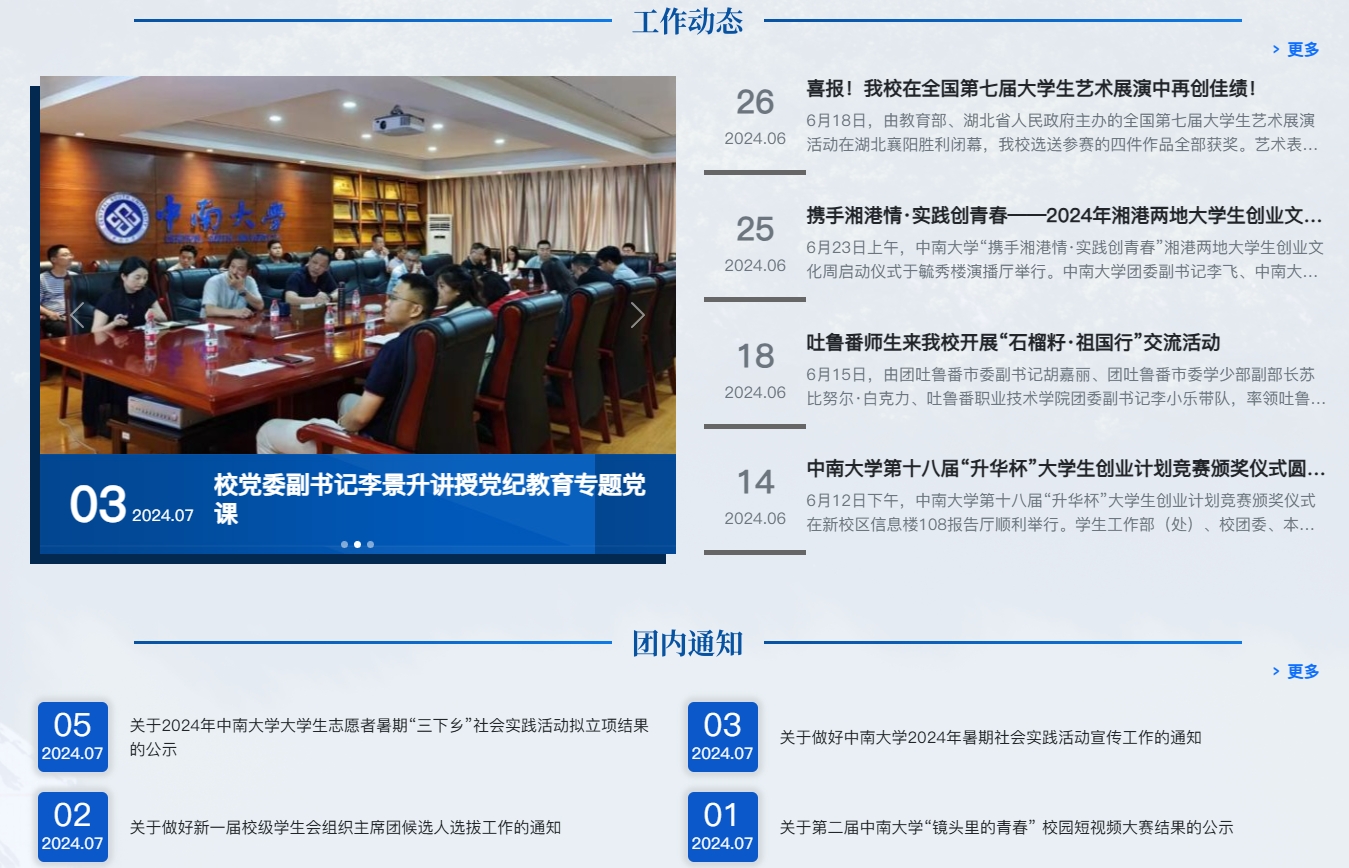 工作动态
> 更多
中南大学
03
2024.07
校党委副书记李景升讲授党纪教育专题党
课
26
2024.06
喜报！我校在全国第七届大学生艺术展演中再创佳绩！
6月18日，由教育部、湖北省人民政府主办的全国第七届大学生艺术展演
活动在湖北襄阳胜利闭幕，我校选送参赛的四件作品全部获奖。艺术表...
25
2024.06
携手湘港情·实践创青春——2024年湘港两地大学生创业文...
6月23日上午，中南大学“携手湘港情·实践创青春”湘港两地大学生创业文
化周启动仪式于毓秀楼演播厅举行。中南大学团委副书记李飞、中南大...
18
2024.06
吐鲁番师生来我校开展“石榴籽·祖国行”交流活动
6月15日，由团吐鲁番市委副书记胡嘉丽、团吐鲁番市委学少部副部长苏
比努尔·白克力、吐鲁番职业技术学院团委副书记李小乐带队，率领吐鲁...
14
2024.06
中南大学第十八届“升华杯”大学生创业计划竞赛颁奖仪式圆...
6月12日下午，中南大学第十八届“升华杯”大学生创业计划竞赛颁奖仪式
在新校区信息楼108报告厅顺利举行。学生工作部（处）、校团委、本...
团内通知
> 更多
05
2024.07
关于2024年中南大学大学生志愿者暑期“三下乡”社会实践活动拟立项结果
的公示
03
2024.07
关于做好中南大学2024年暑期社会实践活动宣传工作的通知
02
2024.07
关于做好新一届校级学生会组织主席团候选人选拔工作的通知
01
2024.07
关于第二届中南大学“镜头里的青春” 校园短视频大赛结果的公示